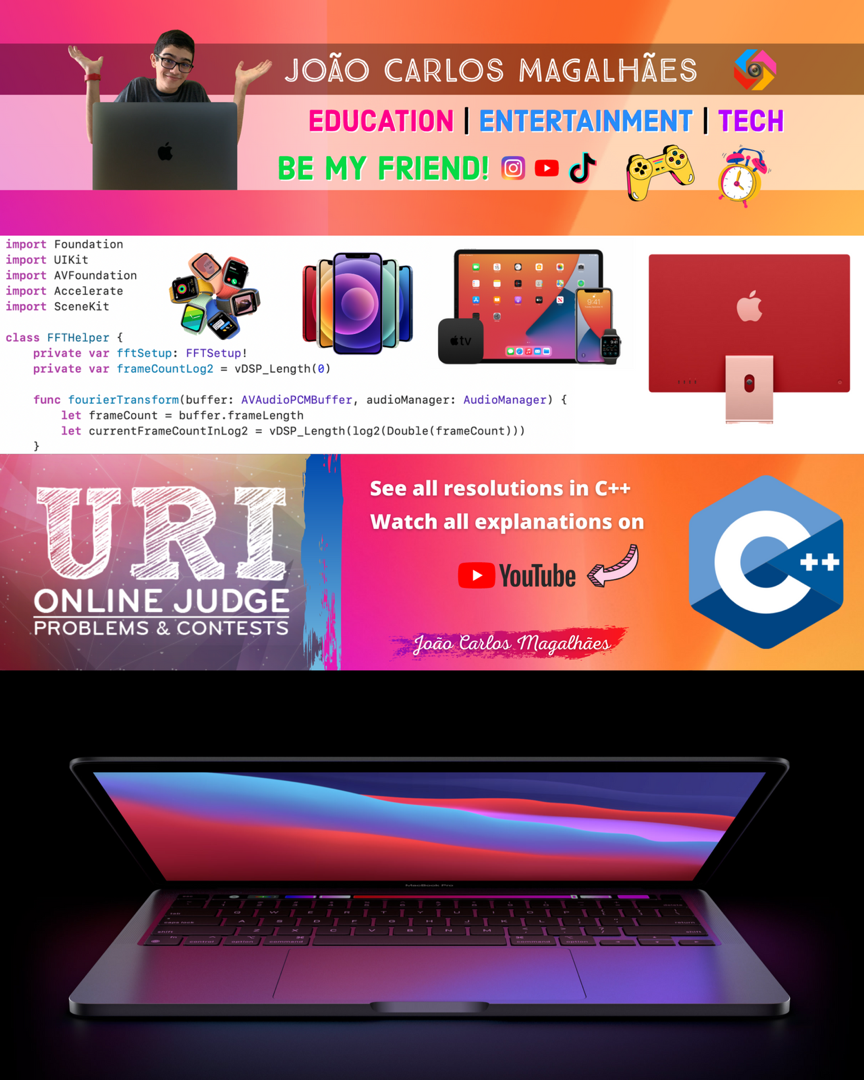 JOÃO CARLOS MAGALHÃES
EDUCATION | ENTERTAINMENT | TECH
BE MY FRIEND!
import Foundation
import UIKit
import AVFoundation
import Accelerate
import SceneKit
class FFTHelper {
private var fftSetup: FFTSetup!
private var frameCountLog2 = vDSP_Length(0)
func fourierTransform(buffer: AVAudioPCMBuffer, audioManager: AudioManager) {
let frameCount = buffer.frameLength
let currentFrameCountInLog2 = vDSP_Length(log2(Double(frameCount)))
}
tv
9:41
URI
ONLINE JUDGE
PROBLEMS & CONTESTS
See all resolutions in C++
Watch all explanations on
YouTube
João Carlos Magalhães
C++
MacBook Pro